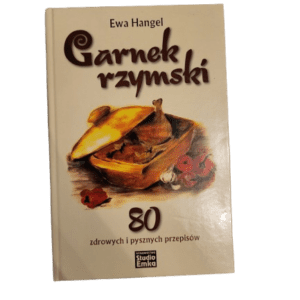 Ewa Hangel
Garnek
rzymski
80
zdrowych i pysznych przepisów
Studio
Emka